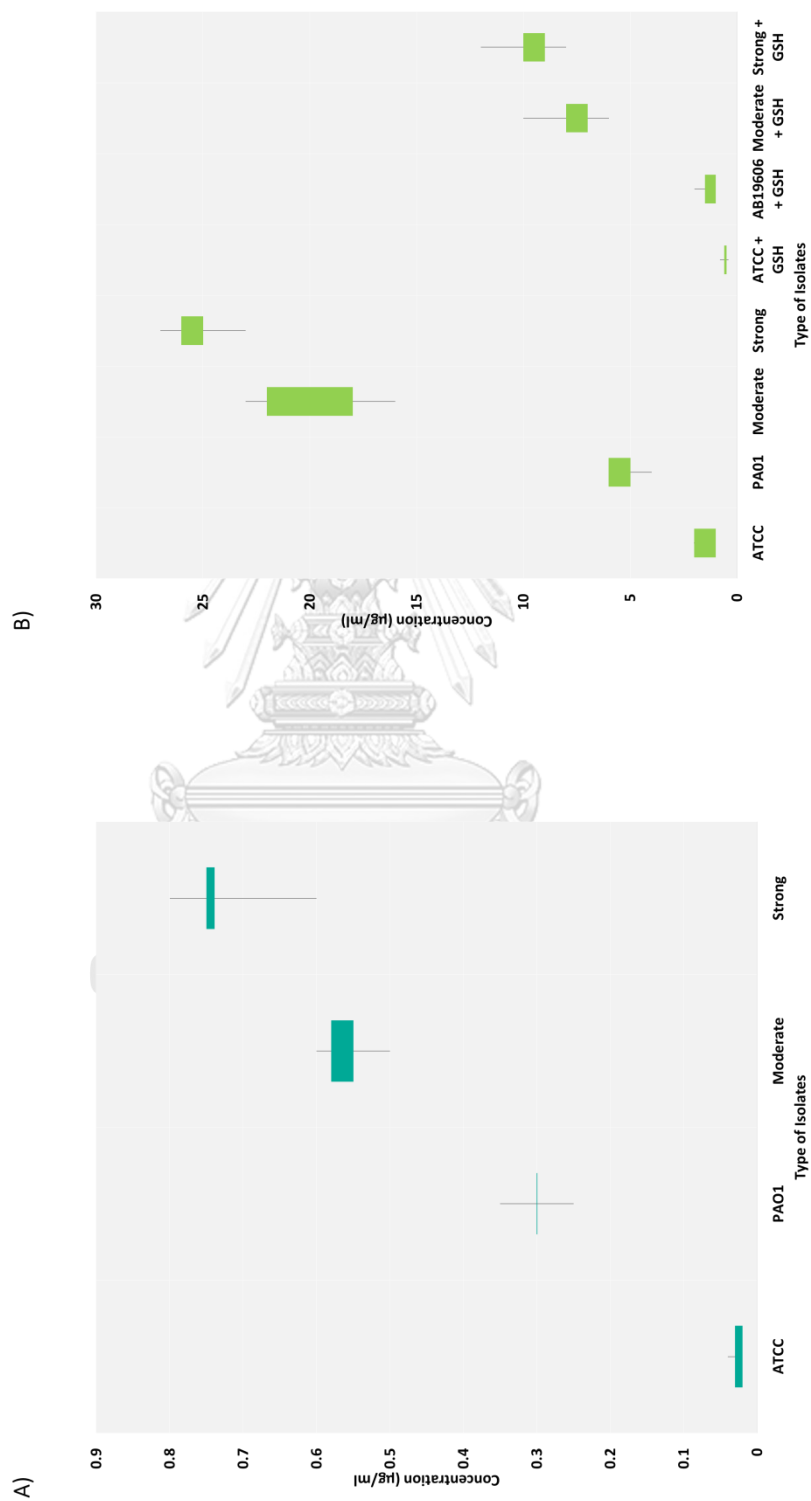 A)
Concentration (µg/ml)
0.9
0.8
0.7
0.6
0.5
0.4
0.3
0.2
0.1
0
ATCC
PAO1
Moderate
Strong
Type of Isolates
B)
Concentration (µg/ml)
30
25
20
15
10
5
0
ATCC
PA01
Moderate
Strong
ATCC +
GSH
AB19606
+ GSH
Moderate
+ GSH
Strong +
GSH
Type of Isolates